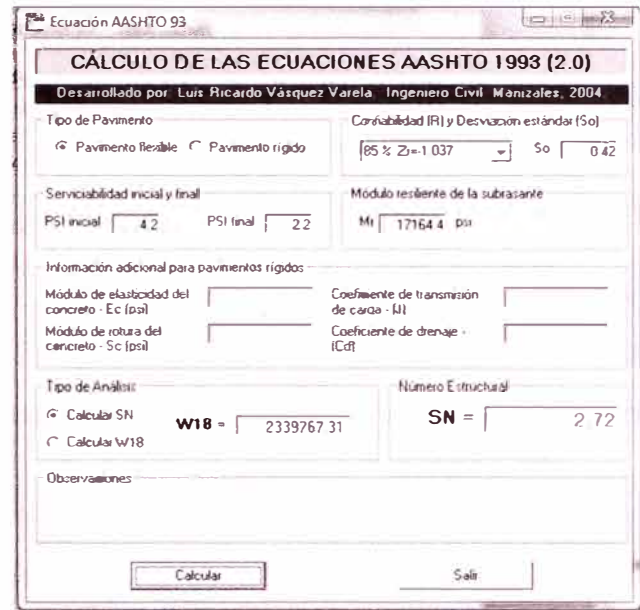 Ecuación AASHTO 93
CÁLCULO DE LAS ECUACIONES AASHTO 1993 (2.0)
Desarrollado por: Luis Ricardo Vásquez Varela. Ingeniero Civil. Manizales, 2004.
Tipo de Pavimento
Pavimento flexible Pavimento rígido
Confiabilidad (R) y Desviación estándar (So)
85 % Zr=-1.037 So 0.42
Serviciabilidad inicial y final
PSI inicial 4.2 PSI final 2.2
Módulo resiliente de la subrasante
Mr 17164.4 psi
Información adicional para pavimentos rígidos
Módulo de elasticidad del
concreto - Ec (psi)
Coeficiente de transmisión
de carga - (J)
Módulo de rotura del
concreto - Sc (psi)
Coeficiente de drenaje -
(Cd)
Tipo de Análisis
Calcular SN
Calcular W18
W18 = 2339767.31
Número Estructural
SN = 2.72
Observaciones
Calcular Salir